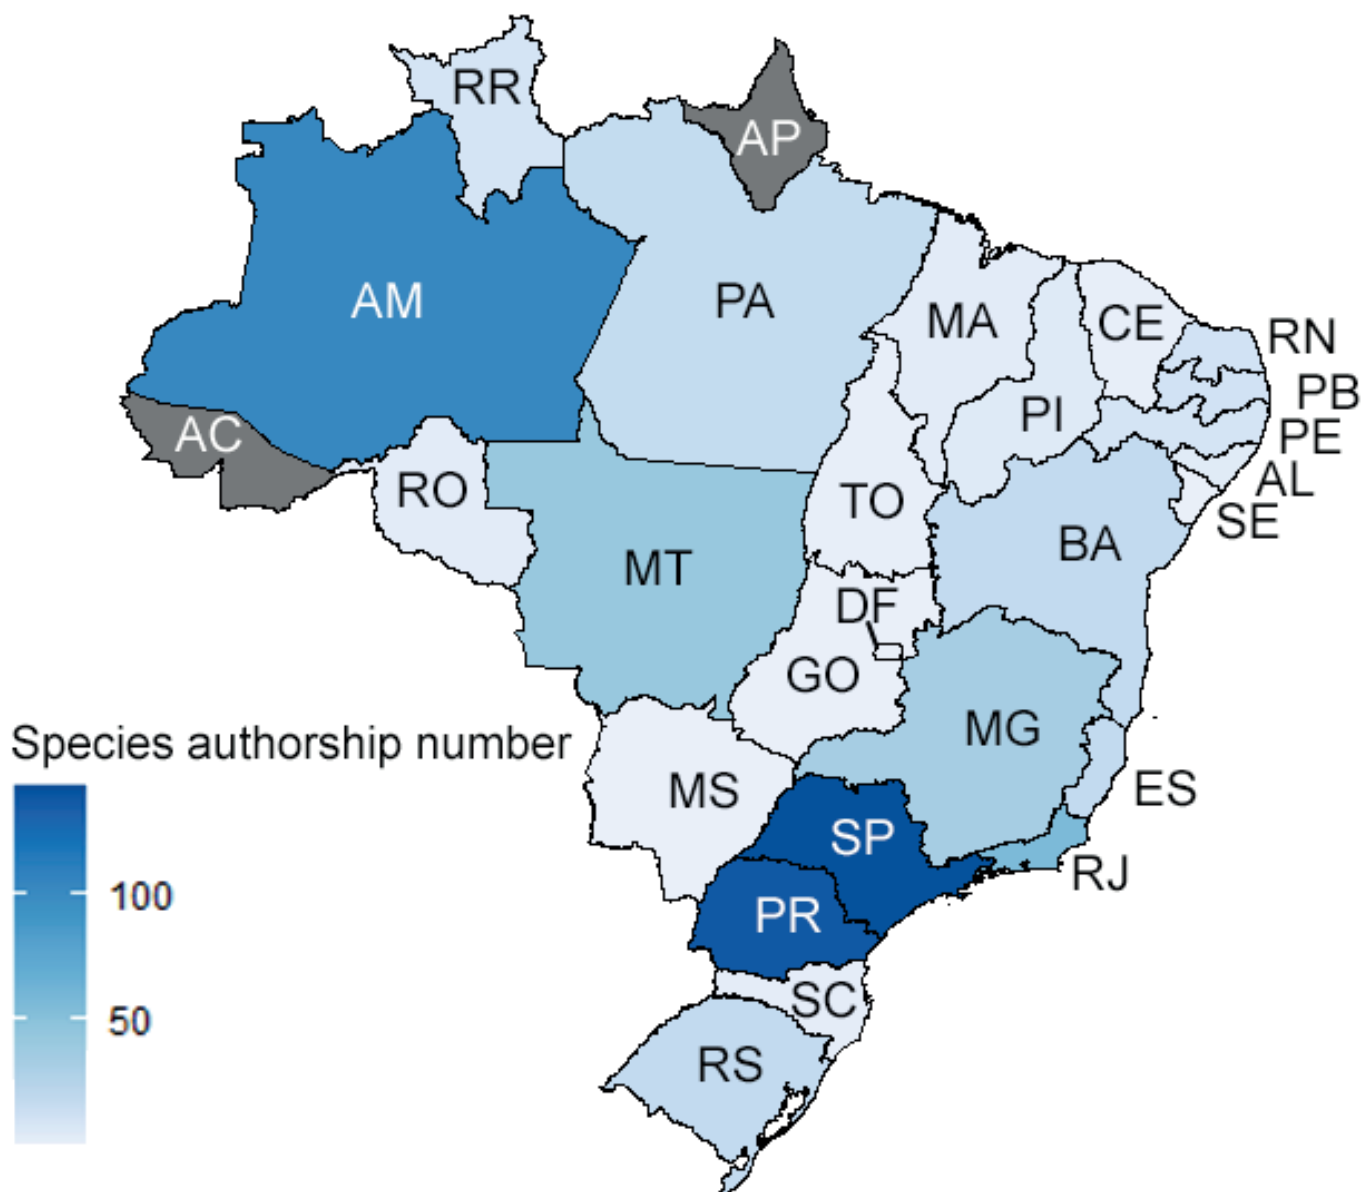 RR
AP
AM
PA
MA
CE
RN
PB
PI
PE
AC
AL
RO
TO
SE
BA
MT
DF
GO
MG
Species authorship number
MS
ES
SP
RJ
100
PR
SC
50
RS